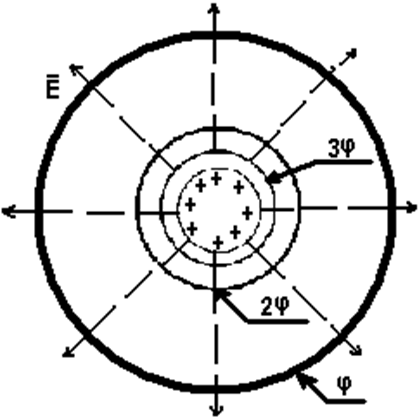 E̅
3φ
+ + + + + + + +
2φ
φ